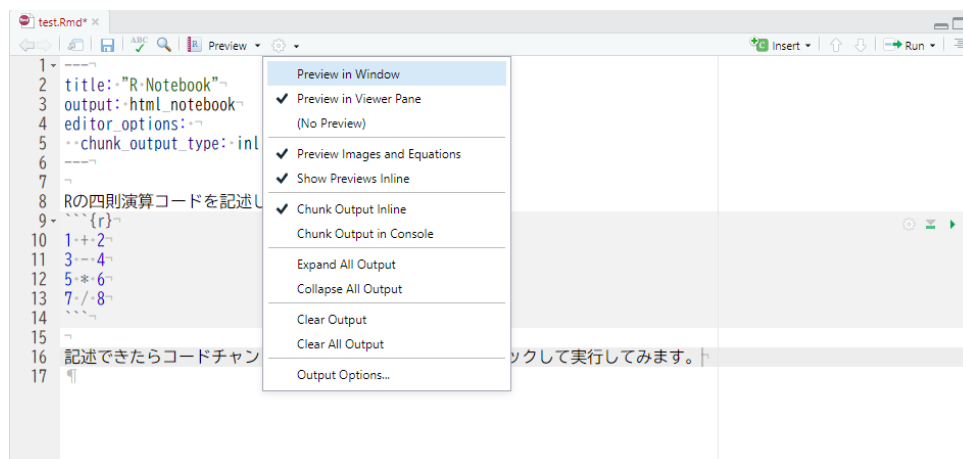 test.Rmd*
ABC Preview
Insert Run
1 ---
2 title: "R Notebook"
3 output: html_notebook
4 editor_options:
5 chunk_output_type: inl
6 ---
7
8 Rの四則演算コードを記述し
9 ```{r}
10 1 + 2
11 3 - 4
12 5 * 6
13 7 / 8
14 ```
15
16 記述できたらコードチャン ックして実行してみます。
17
Preview in Window
Preview in Viewer Pane
(No Preview)
Preview Images and Equations
Show Previews Inline
Chunk Output Inline
Chunk Output in Console
Expand All Output
Collapse All Output
Clear Output
Clear All Output
Output Options...